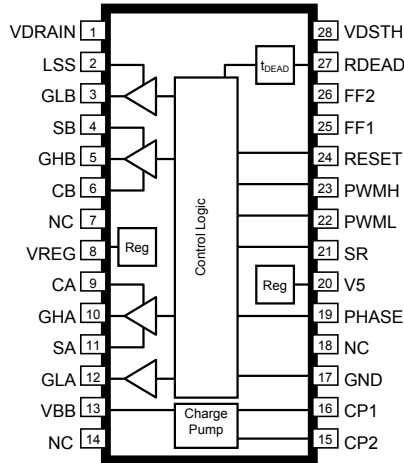 VDRAIN 1
LSS 2
GLB 3
SB 4
GHB 5
CB 6
NC 7
VREG 8
CA 9
GHA 10
SA 11
GLA 12
VBB 13
NC 14
28 VDSTH
27 RDEAD
26 FF2
25 FF1
24 RESET
23 PWMH
22 PWML
21 SR
20 V5
19 PHASE
18 NC
17 GND
16 CP1
15 CP2
tDEAD
Control Logic
Reg
Reg
Charge
Pump